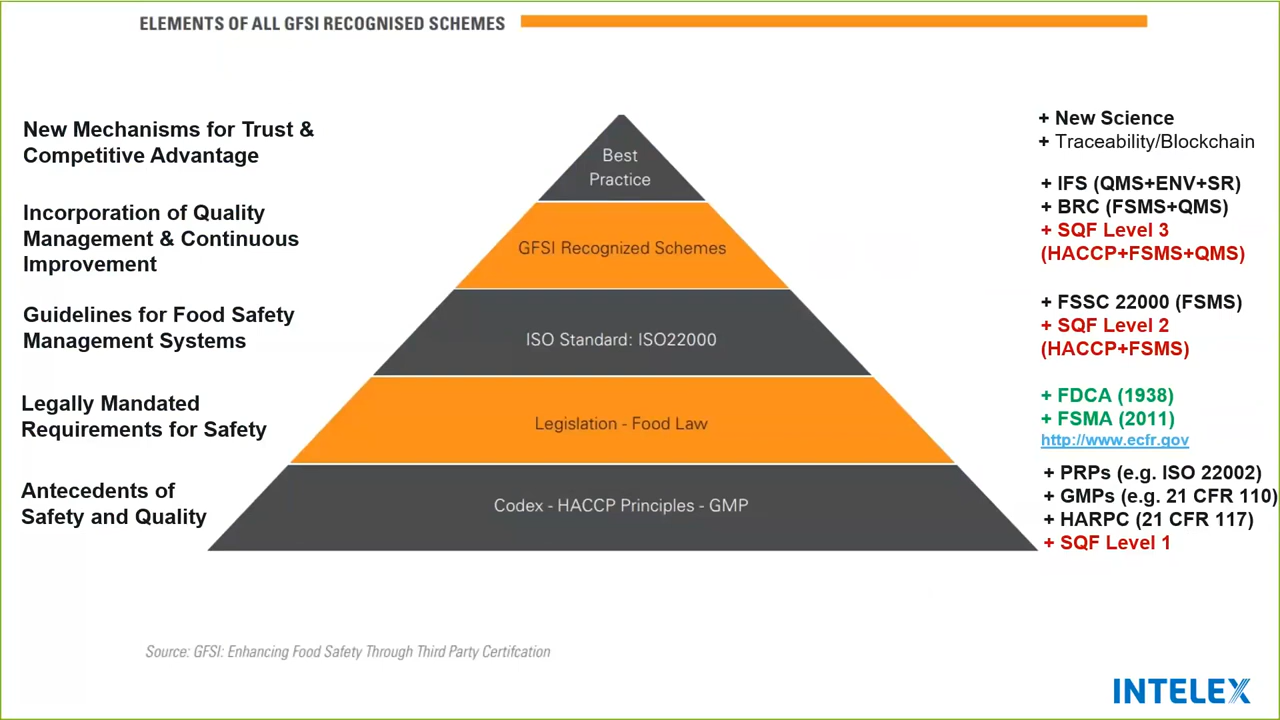 ELEMENTS OF ALL GFSI RECOGNISED SCHEMES
New Mechanisms for Trust &
Competitive Advantage
Incorporation of Quality
Management & Continuous
Improvement
Guidelines for Food Safety
Management Systems
Legally Mandated
Requirements for Safety
Antecedents of
Safety and Quality
Best
Practice
GFSI Recognized Schemes
ISO Standard: ISO22000
Legislation - Food Law
Codex - HACCP Principles - GMP
+ New Science
+ Traceability/Blockchain
+ IFS (QMS+ENV+SR)
+ BRC (FSMS+QMS)
+ SQF Level 3
(HACCP+FSMS+QMS)
+ FSSC 22000 (FSMS)
+ SQF Level 2
(HACCP+FSMS)
+ FDCA (1938)
+ FSMA (2011)
http://www.ecfr.gov
+ PRPs (e.g. ISO 22002)
+ GMPs (e.g. 21 CFR 110)
+ HARPC (21 CFR 117)
+ SQF Level 1
Source: GFSI: Enhancing Food Safety Through Third Party Certifcation
INTELEX